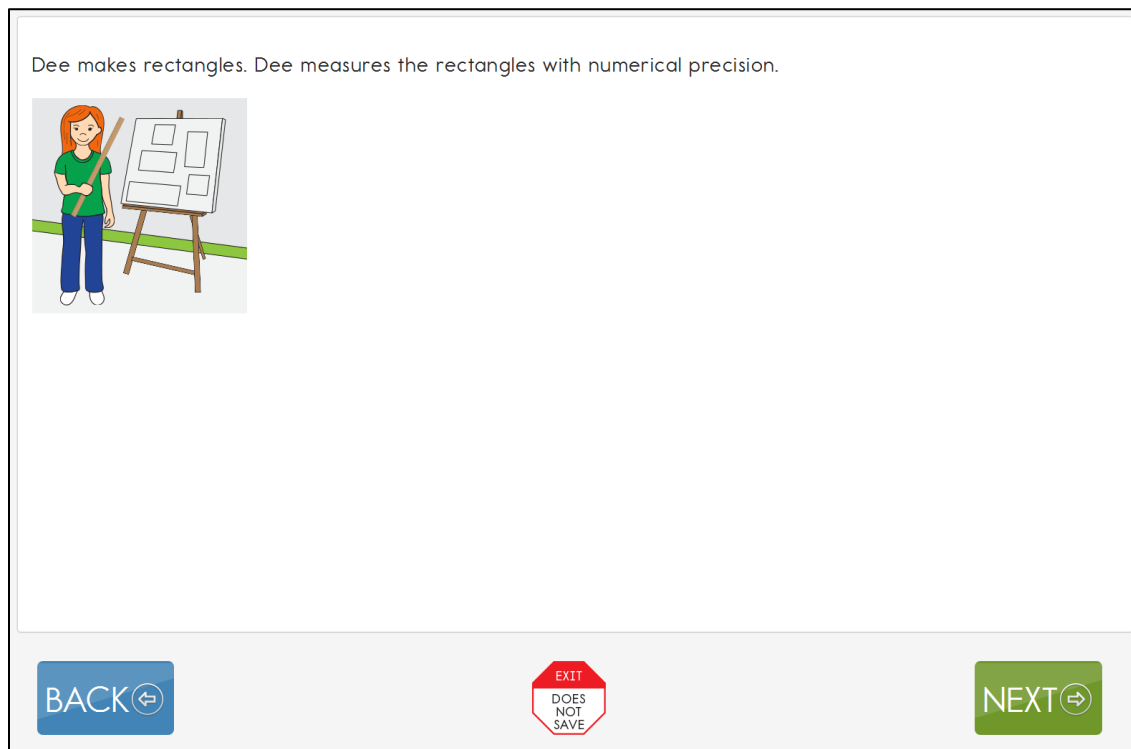 Dee makes rectangles. Dee measures the rectangles with numerical precision.
BACK
EXIT
DOES
NOT
SAVE
NEXT